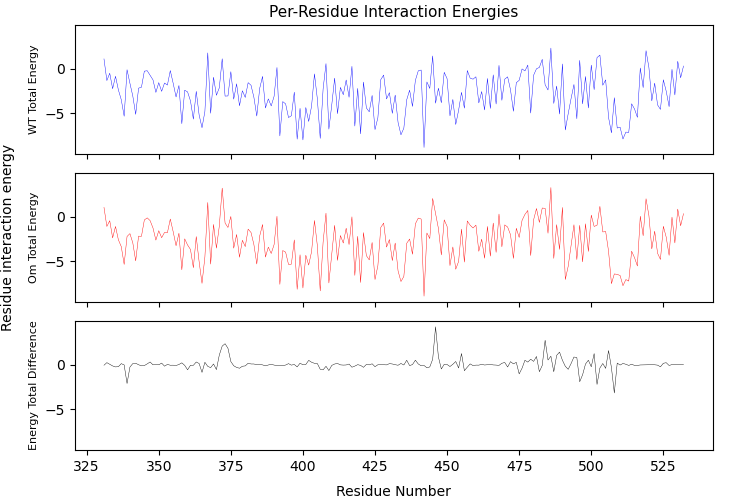 Per-Residue Interaction Energies
Residue interaction energy
WT Total Energy
0
−5
Om Total Energy
0
−5
Energy Total Difference
0
−5
325 350 375 400 425 450 475 500 525
Residue Number